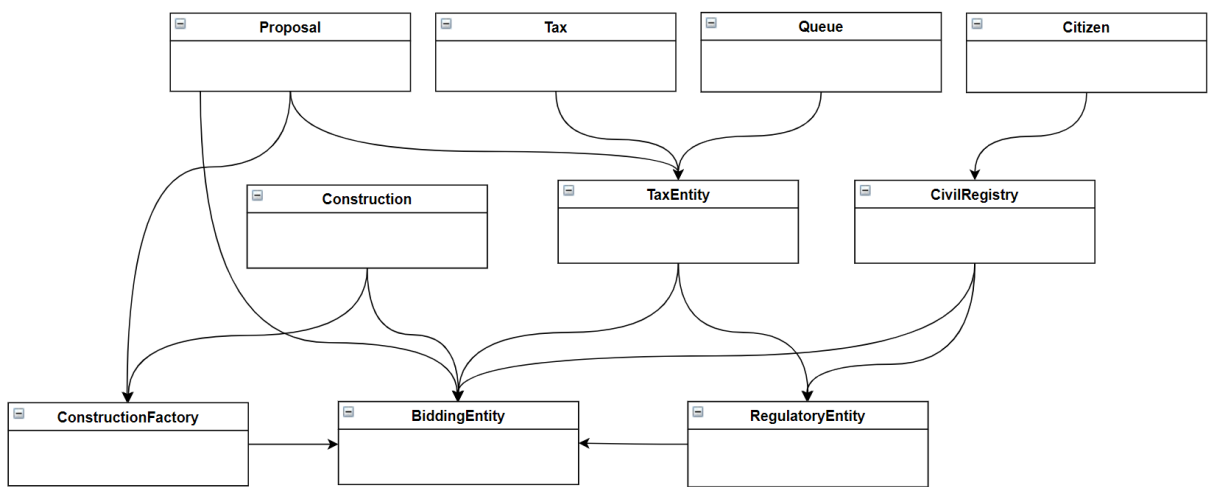 Proposal
Tax
Queue
Citizen
Construction
TaxEntity
CivilRegistry
ConstructionFactory
BiddingEntity
RegulatoryEntity